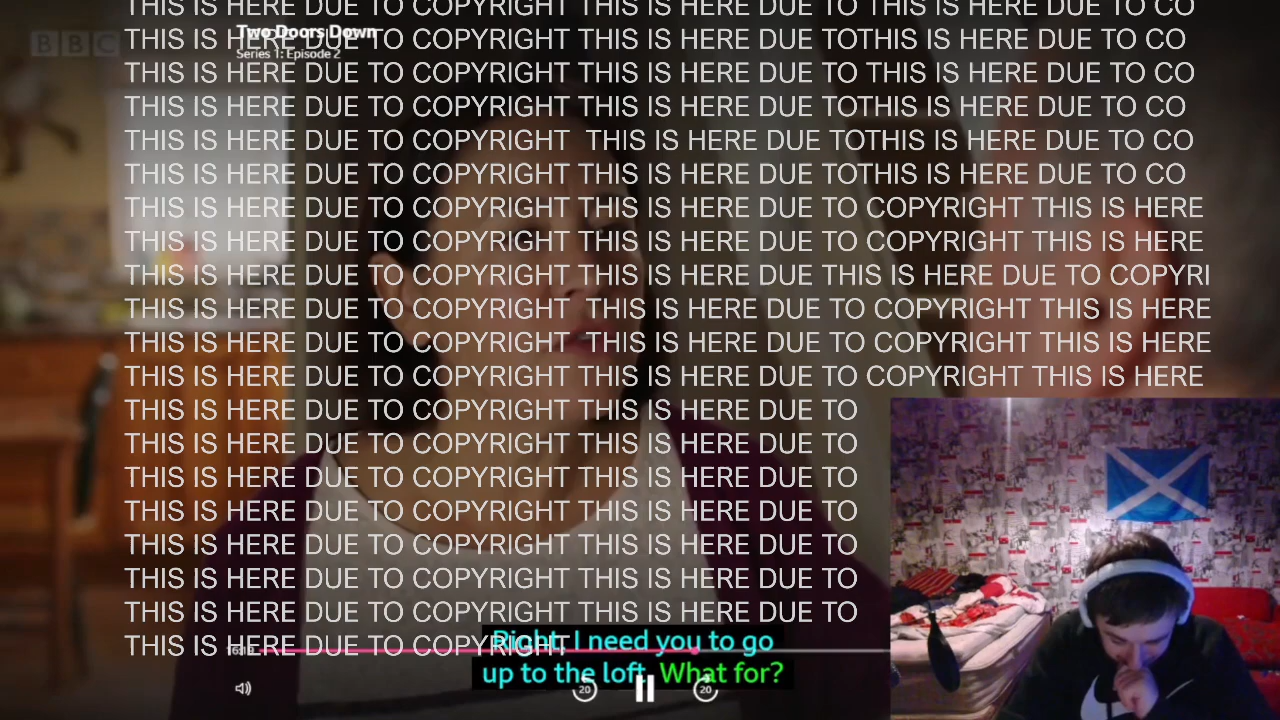 THIS IS HERE DUE TO COPYRIGHT THIS IS HERE DUE TO THIS IS HERE DUE TO CO
BBC
Two Doors Down
THIS IS HERE DUE TO COPYRIGHT THIS IS HERE DUE TOTHIS IS HERE DUE TO CO
Series 1: Episode 2
THIS IS HERE DUE TO COPYRIGHT THIS IS HERE DUE TO THIS IS HERE DUE TO CO
THIS IS HERE DUE TO COPYRIGHT THIS IS HERE DUE TOTHIS IS HERE DUE TO CO
THIS IS HERE DUE TO COPYRIGHT THIS IS HERE DUE TOTHIS IS HERE DUE TO CO
THIS IS HERE DUE TO COPYRIGHT THIS IS HERE DUE TOTHIS IS HERE DUE TO CO
THIS IS HERE DUE TO COPYRIGHT THIS IS HERE DUE TO COPYRIGHT THIS IS HERE
THIS IS HERE DUE TO COPYRIGHT THIS IS HERE DUE TO COPYRIGHT THIS IS HERE
THIS IS HERE DUE TO COPYRIGHT THIS IS HERE DUE THIS IS HERE DUE TO COPYRI
THIS IS HERE DUE TO COPYRIGHT THIS IS HERE DUE TO COPYRIGHT THIS IS HERE
THIS IS HERE DUE TO COPYRIGHT THIS IS HERE DUE TO COPYRIGHT THIS IS HERE
THIS IS HERE DUE TO COPYRIGHT THIS IS HERE DUE TO COPYRIGHT THIS IS HERE
THIS IS HERE DUE TO COPYRIGHT THIS IS HERE DUE TO
THIS IS HERE DUE TO COPYRIGHT THIS IS HERE DUE TO
THIS IS HERE DUE TO COPYRIGHT THIS IS HERE DUE TO
THIS IS HERE DUE TO COPYRIGHT THIS IS HERE DUE TO
THIS IS HERE DUE TO COPYRIGHT THIS IS HERE DUE TO
THIS IS HERE DUE TO COPYRIGHT THIS IS HERE DUE TO
THIS IS HERE DUE TO COPYRIGHT THIS IS HERE DUE TO
THIS IS HERE DUE TO COPYRIGHT
Right, I need you to go
up to the loft. What for?
20
20